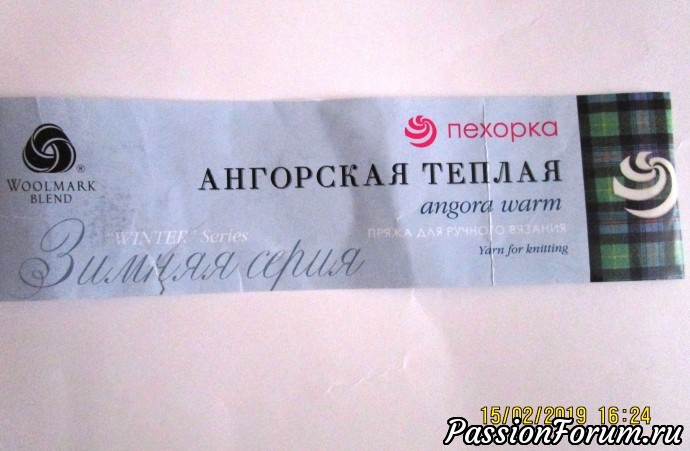 пехорка
WOOLMARK
BLEND
®
АНГОРСКАЯ ТЕПЛАЯ
angora warm
"WINTER" Series
Зимняя серия
ПРЯЖА ДЛЯ РУЧНОГО ВЯЗАНИЯ
Yarn for knitting
15/02/2019 16:24
PassionForum.ru